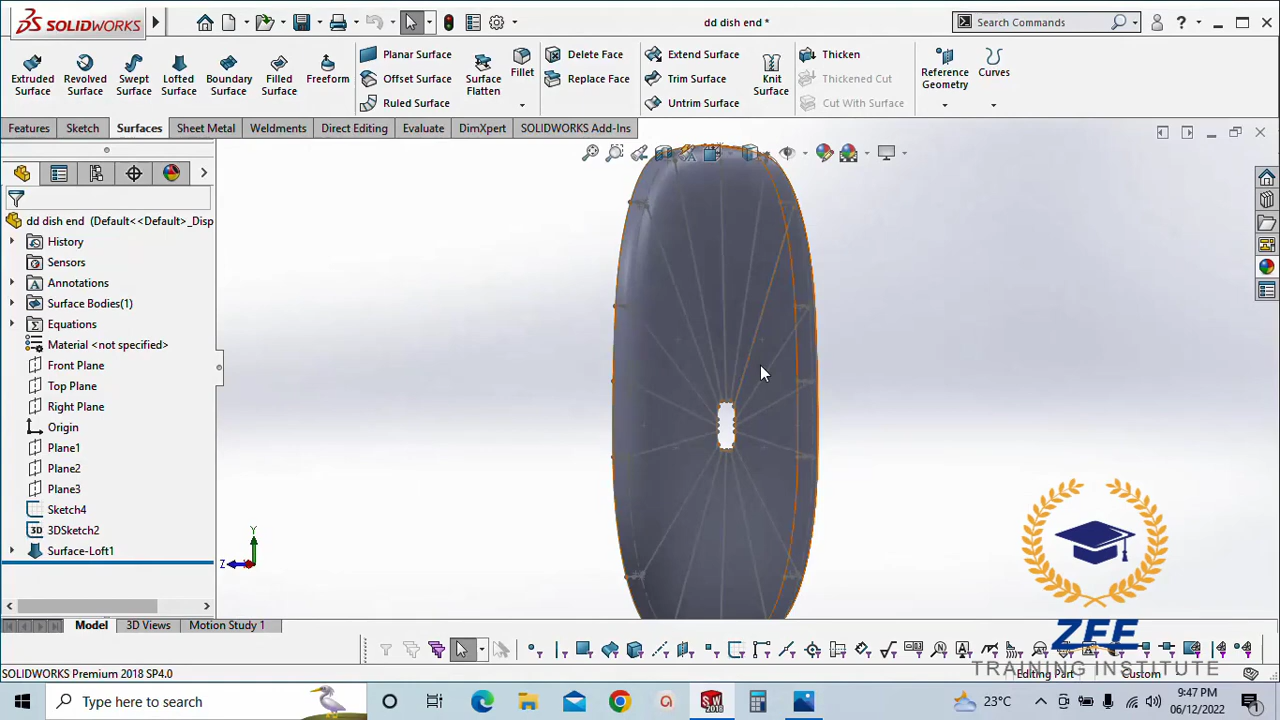 SOLIDWORKS
dd dish end *
Search Commands
Extruded Surface
Revolved Surface
Swept Surface
Lofted Surface
Boundary Surface
Filled Surface
Freeform
Planar Surface
Offset Surface
Ruled Surface
Surface Flatten
Fillet
Delete Face
Replace Face
Extend Surface
Trim Surface
Untrim Surface
Knit Surface
Thicken
Thickened Cut
Cut With Surface
Reference Geometry
Curves
Features
Sketch
Surfaces
Sheet Metal
Weldments
Direct Editing
Evaluate
DimXpert
SOLIDWORKS Add-Ins
dd dish end (Default<<Default>_Disp
History
Sensors
Annotations
Surface Bodies(1)
Equations
Material <not specified>
Front Plane
Top Plane
Right Plane
Origin
Plane1
Plane2
Plane3
Sketch4
3D 3DSketch2
Surface-Loft1
Y
Z
Model
3D Views
Motion Study 1
ZEE
TRAINING INSTITUTE
SOLIDWORKS Premium 2018 SP4.0
Editing Part
Custom
Type here to search
23°C
9:47 PM
06/12/2022